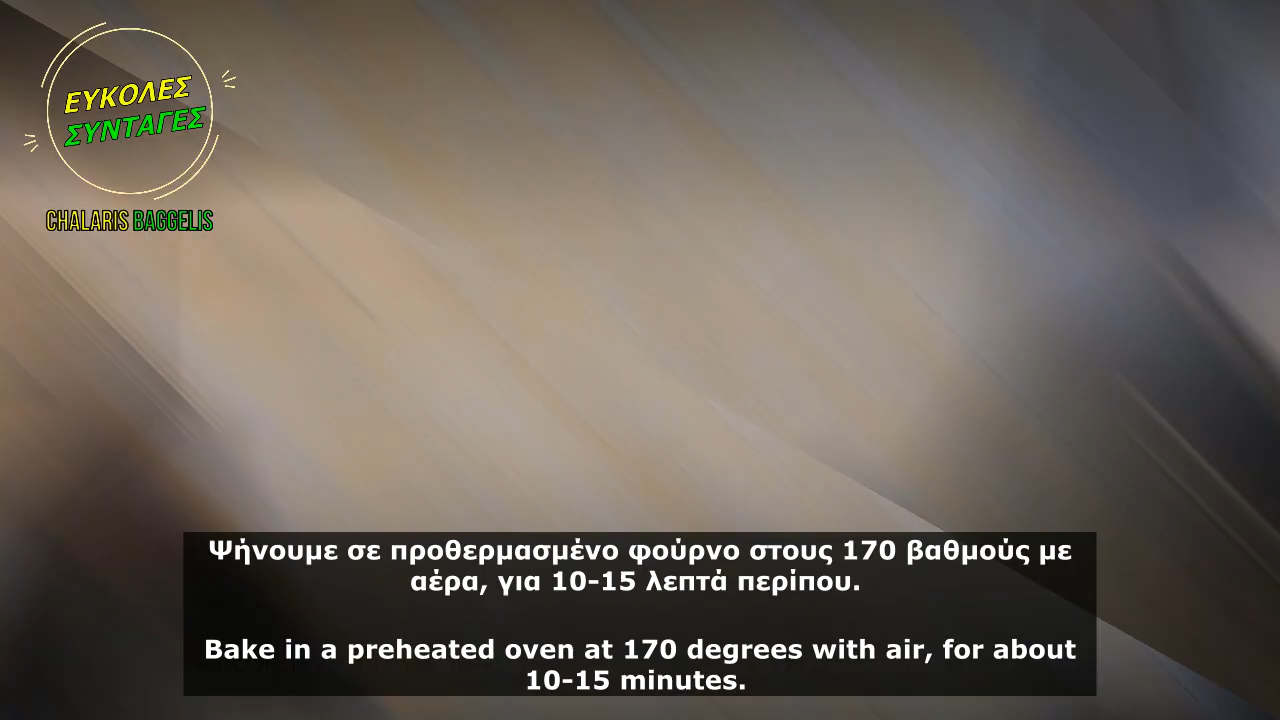 ΕΥΚΟΛΕΣ
ΣΥΝΤΑΓΕΣ
CHALARIS BAGGELIS
Ψήνουμε σε προθερμασμένο φούρνο στους 170 βαθμούς με
αέρα, για 10-15 λεπτά περίπου.
Bake in a preheated oven at 170 degrees with air, for about
10-15 minutes.